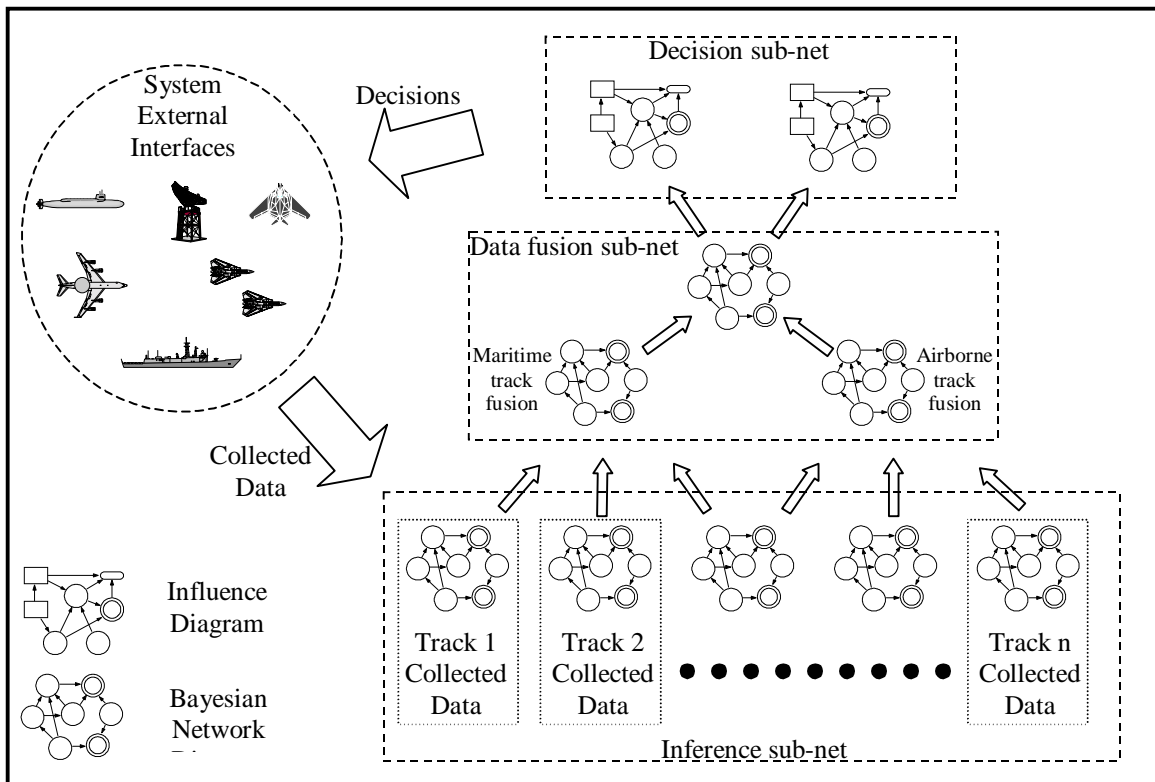 System
External
Interfaces
Decisions
Decision sub-net
Data fusion sub-net
Maritime
track
fusion
Airborne
track
fusion
Collected
Data
Track 1
Collected
Data
Track 2
Collected
Data
Track n
Collected
Data
Inference sub-net
Influence
Diagram
Bayesian
Network